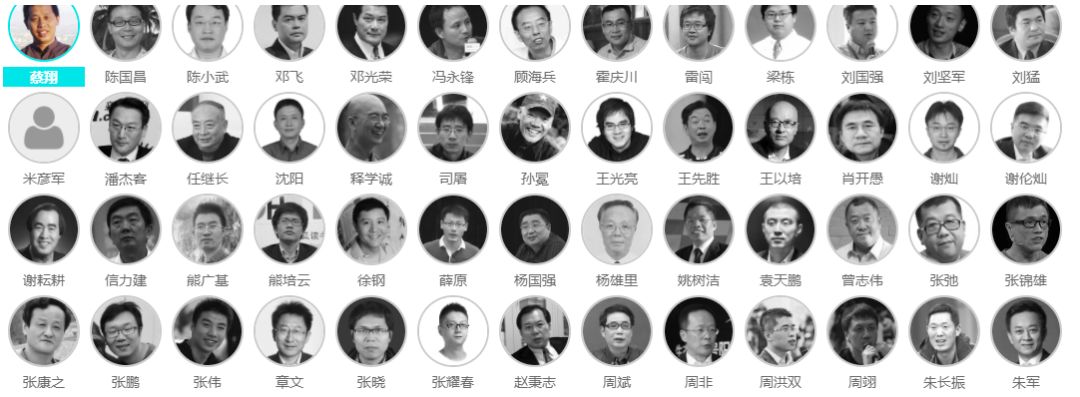 蔡翔 陈国昌 陈小武 邓飞 邓光荣 冯永锋 顾海兵 霍庆川 雷闯 梁栋 刘国强 刘坚军 刘猛
米彦军 潘杰客 任继长 沈阳 释学诚 司屠 孙冕 王光亮 王先胜 王以培 肖开愚 谢灿 谢伦灿
谢耘耕 信力建 熊广基 熊培云 徐钢 薛原 杨国强 杨雄里 姚树洁 袁天鹏 曾志伟 张弛 张锦雄
张康之 张鹏 张伟 章文 张晓 张耀春 赵秉志 周斌 周非 周洪双 周翊 朱长振 朱军